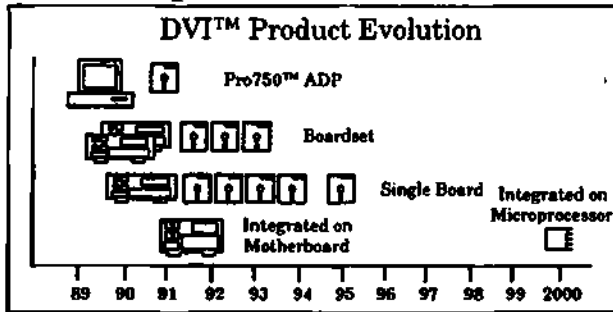 DVI™ Product Evolution
Pro750™ ADP
Boardset
Single Board
Integrated on
Microprocessor
Integrated on
Motherboard
89 90 91 92 93 94 95 96 97 98 99 2000